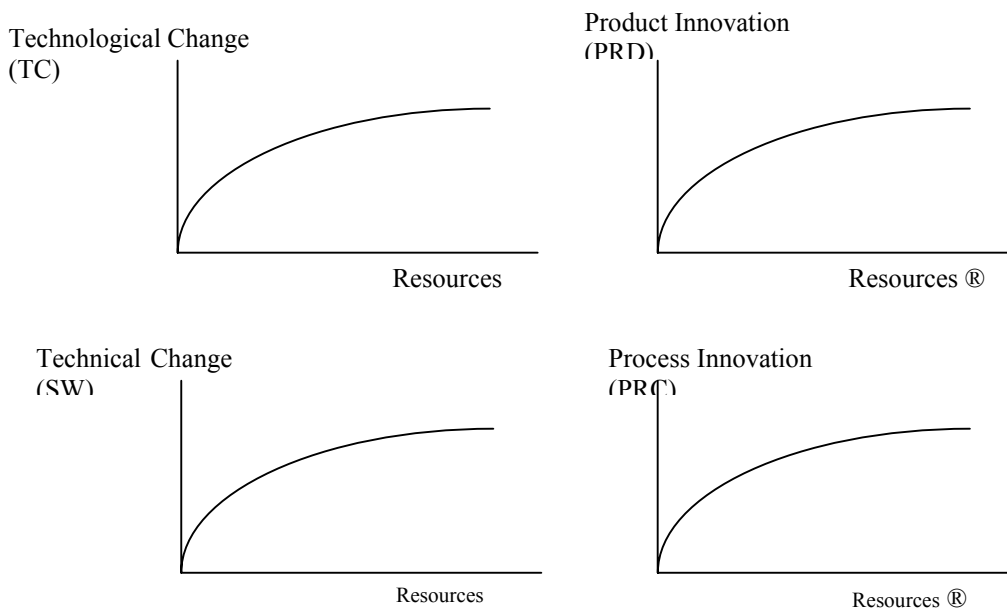 Technological Change
(TC)
Resources
Product Innovation
(PRD)
Resources ®
Technical Change
(SW)
Resources
Process Innovation
(PRC)
Resources ®